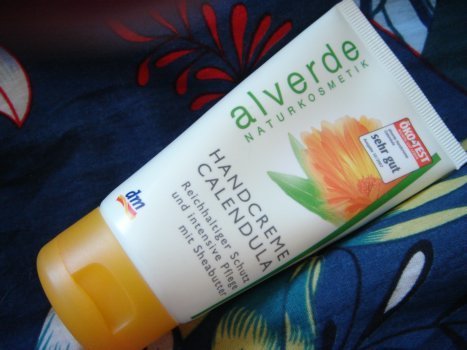 alverde
NATURKOSMETIK
ÖKO-TEST
sehr gut
HANDCREME
CALENDULA
Reichhaltiger Schutz
und intensive Pflege
mit Sheabutter
dm